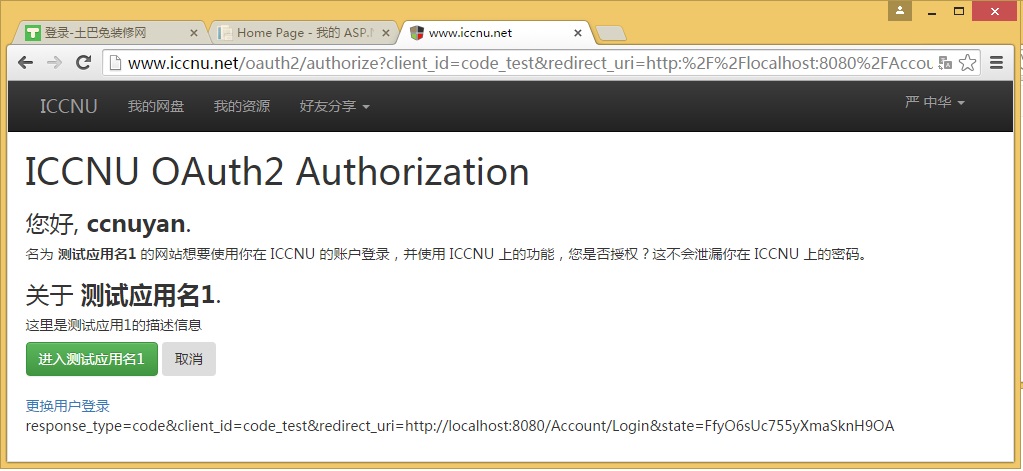 登录-土巴兔装修网
Home Page - 我的 ASP.N
www.iccnu.net
www.iccnu.net/oauth2/authorize?client_id=code_test&redirect_uri=http:%2F%2Flocalhost:8080%2FAccou
ICCNU 我的网盘 我的资源 好友分享 严 中华
ICCNU OAuth2 Authorization
您好, ccnuyan.
名为 测试应用名1 的网站想要使用你在 ICCNU 的账户登录，并使用 ICCNU 上的功能，您是否授权？这不会泄漏你在 ICCNU 上的密码。
关于 测试应用名1.
这里是测试应用1的描述信息
进入测试应用名1 取消
更换用户登录
response_type=code&client_id=code_test&redirect_uri=http://localhost:8080/Account/Login&state=FfyO6sUc755yXmaSknH9OA